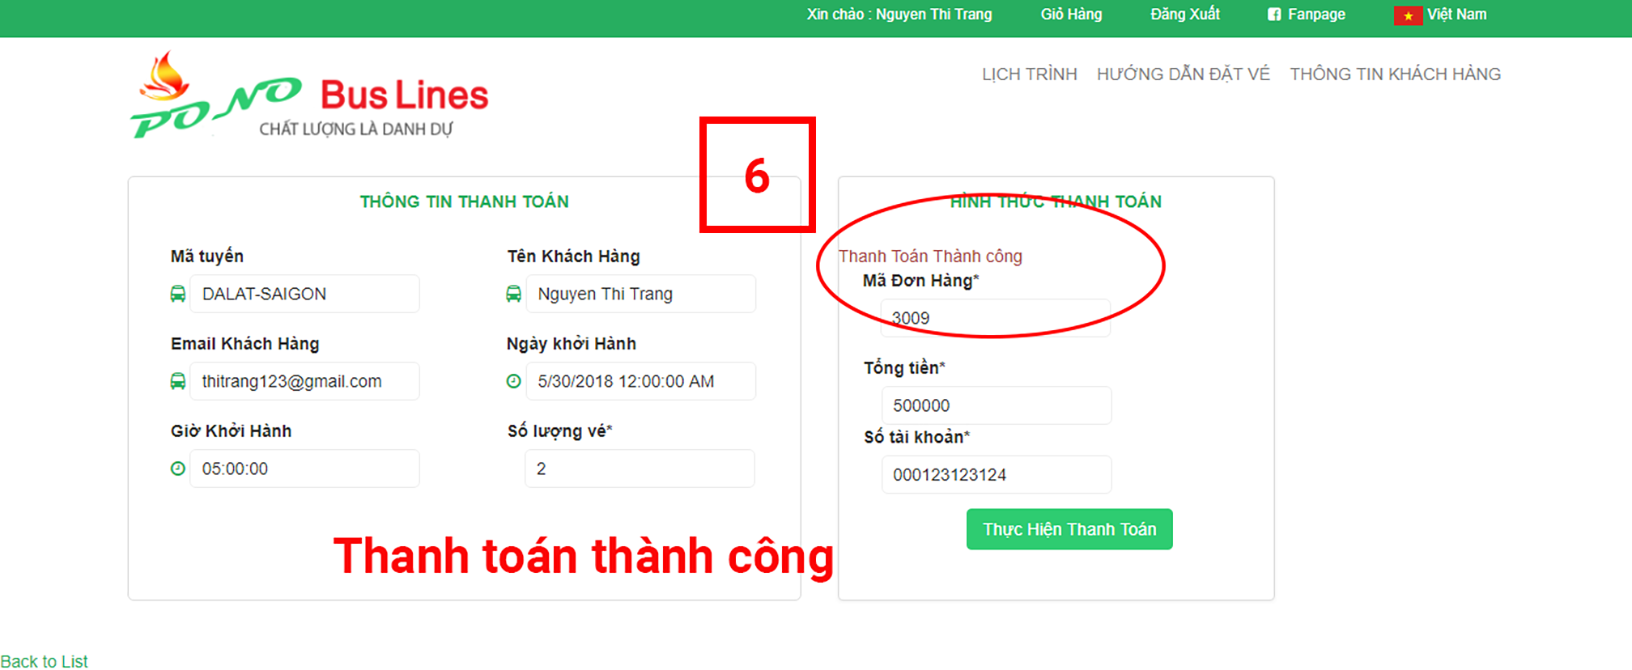 Xin chào : Nguyen Thi Trang Giỏ Hàng Đăng Xuất Fanpage Việt Nam
PO NO Bus Lines
CHẤT LƯỢNG LÀ DANH DỰ
LỊCH TRÌNH HƯỚNG DẪN ĐẶT VÉ THÔNG TIN KHÁCH HÀNG
6
THÔNG TIN THANH TOÁN
Mã tuyến
DALAT-SAIGON
Tên Khách Hàng
Nguyen Thi Trang
Email Khách Hàng
thitrang123@gmail.com
Ngày khởi Hành
5/30/2018 12:00:00 AM
Giờ Khởi Hành
05:00:00
Số lượng vé*
2
Thanh toán thành công
HÌNH THỨC THANH TOÁN
Thanh Toán Thành công
Mã Đơn Hàng*
3009
Tổng tiền*
500000
Số tài khoản*
000123123124
Thực Hiện Thanh Toán
Back to List